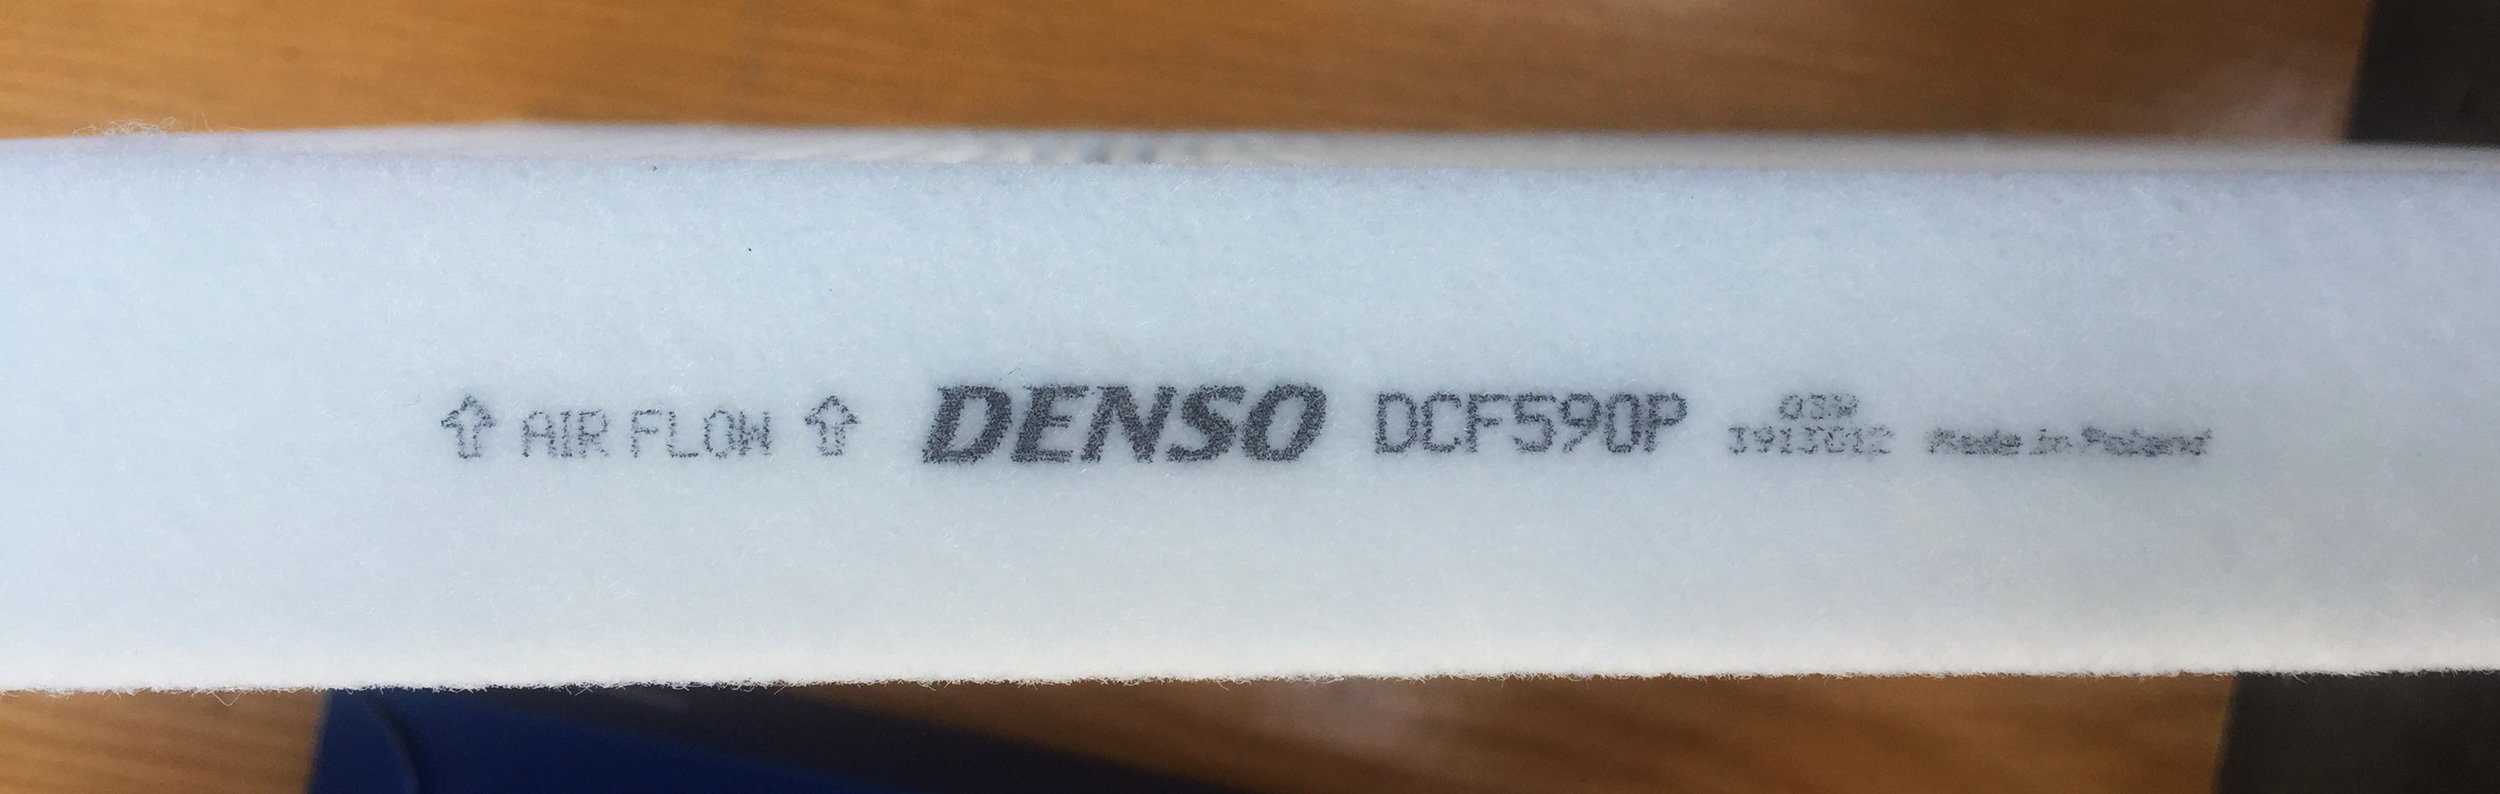 ⇧ AIR FLOW ⇧ DENSO DCF590P Made in Poland